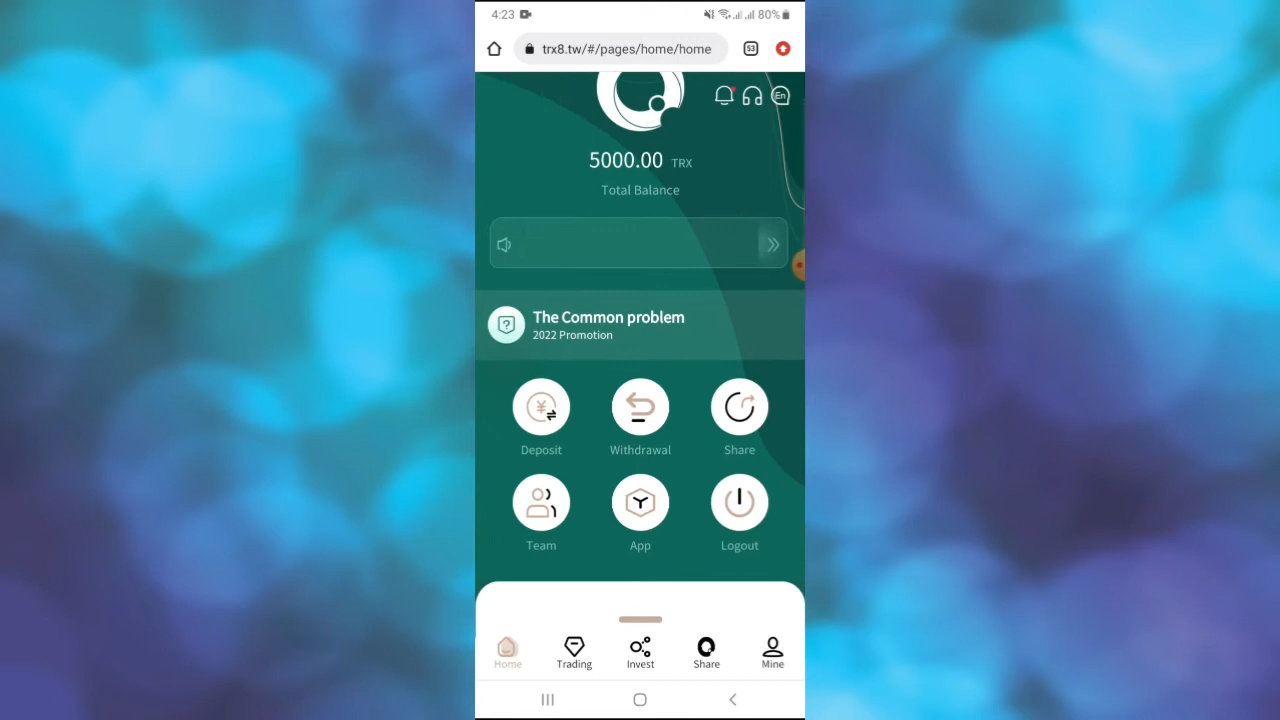 4:23 80%
trx8.tw/#/pages/home/home 53
En
5000.00 TRX
Total Balance
The Common problem
2022 Promotion
Deposit Withdrawal Share
Team App Logout
Home Trading Invest Share Mine